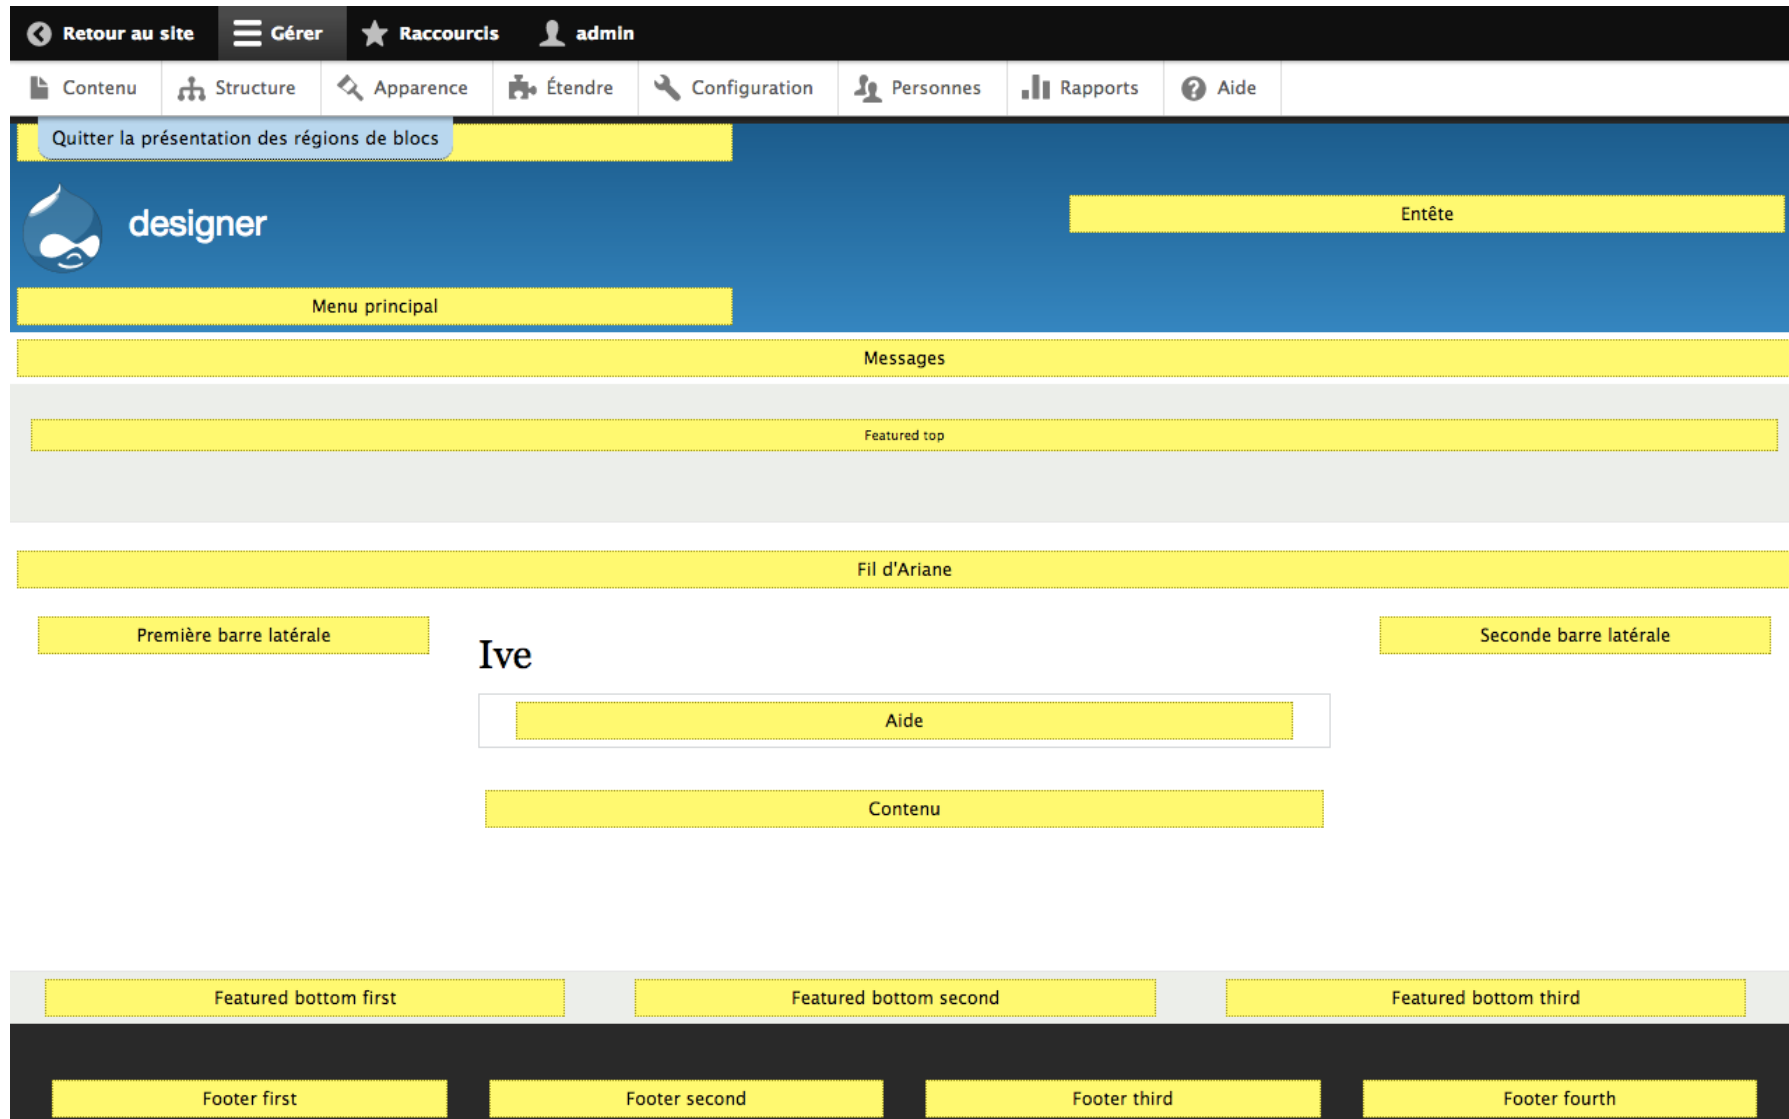 Retour au site Gérer Raccourcis admin
Contenu Structure Apparence Étendre Configuration Personnes Rapports Aide
Quitter la présentation des régions de blocs
designer
Entête
Menu principal
Messages
Featured top
Fil d'Ariane
Première barre latérale
Ive
Seconde barre latérale
Aide
Contenu
Featured bottom first Featured bottom second Featured bottom third
Footer first Footer second Footer third Footer fourth